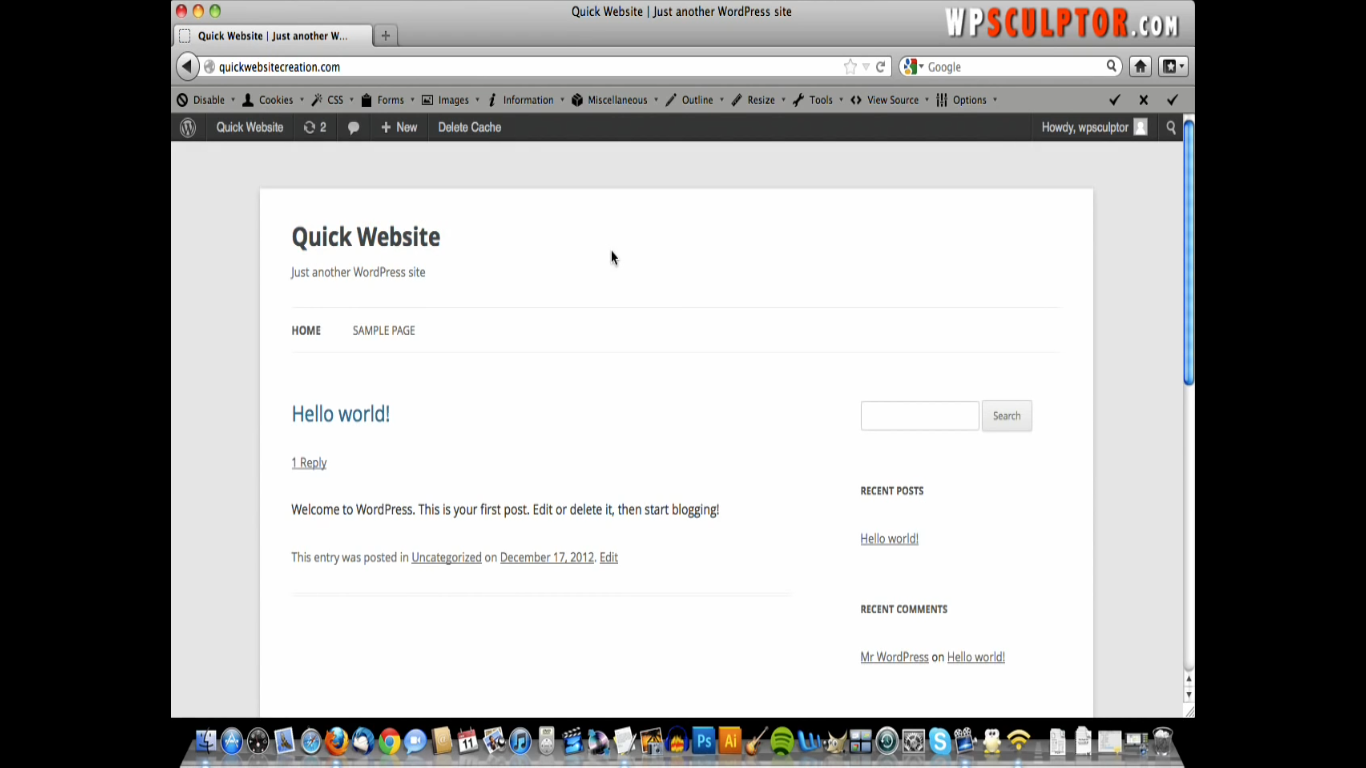 Quick Website | Just another WordPress site
WPSCULPTOR.COM
Quick Website | Just another W...
quickwebsitecreation.com
Google
Disable
Cookies
CSS
Forms
Images
Information
Miscellaneous
Outline
Resize
Tools
View Source
Options
Quick Website
2
New
Delete Cache
Howdy, wpsculptor
Quick Website
Just another WordPress site
HOME
SAMPLE PAGE
Hello world!
1 Reply
Welcome to WordPress. This is your first post. Edit or delete it, then start blogging!
This entry was posted in Uncategorized on December 17, 2012. Edit
Search
RECENT POSTS
Hello world!
RECENT COMMENTS
Mr WordPress on Hello world!
11
Ps
Ai